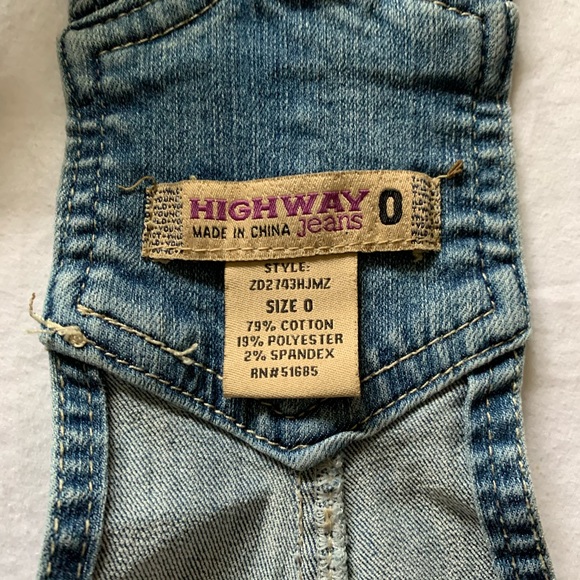 HIGHWAY 0
MADE IN CHINA Jeans
STYLE:
ZD2743HJMZ
SIZE 0
79% COTTON
19% POLYESTER
2% SPANDEX
RN#51685